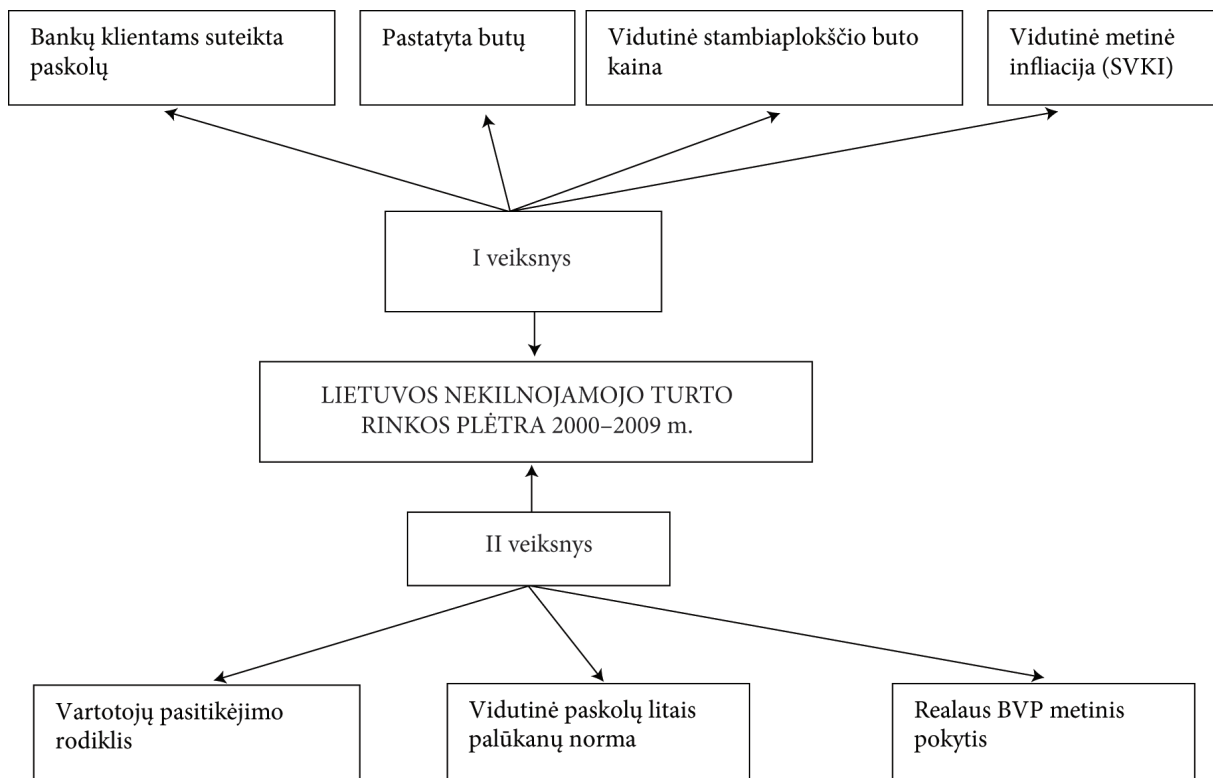 Bankų klientams suteikta
paskolų
Pastatyta butų
Vidutinė stambiaplokščio buto
kaina
Vidutinė metinė
infliacija (SVKI)
I veiksnys
LIETUVOS NEKILNOJAMOJO TURTO
RINKOS PLĖTRA 2000–2009 m.
II veiksnys
Vartotojų pasitikėjimo
rodiklis
Vidutinė paskolų litais
palūkanų norma
Realaus BVP metinis
pokytis